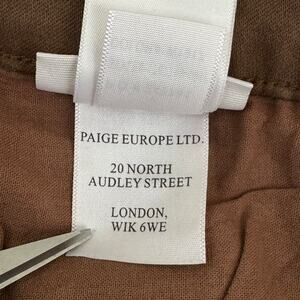 PAIGE EUROPE LTD.
20 NORTH
AUDLEY STREET
LONDON,
WIK 6WE